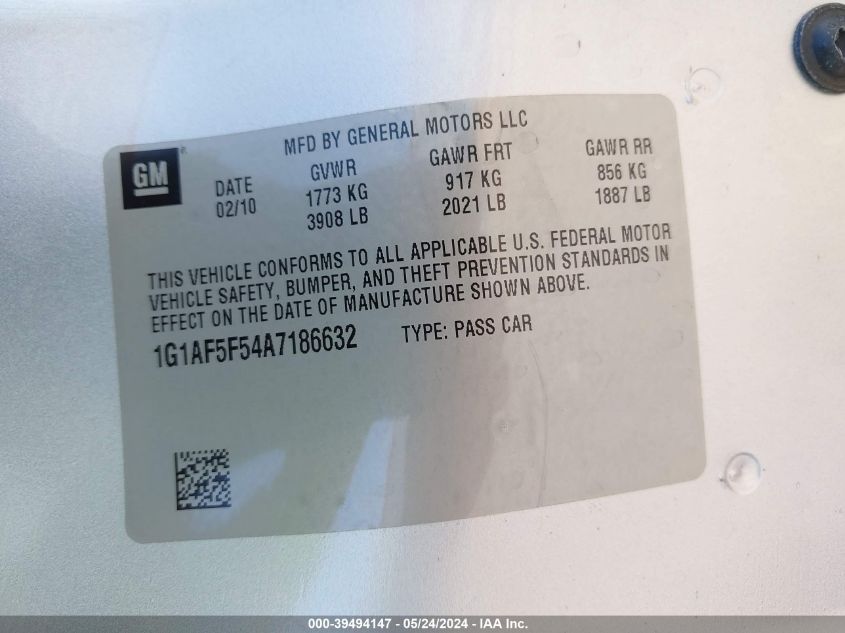 MFD BY GENERAL MOTORS LLC
GM ®
DATE GVWR GAWR FRT GAWR RR
02/10 1773 KG 917 KG 856 KG
3908 LB 2021 LB 1887 LB
THIS VEHICLE CONFORMS TO ALL APPLICABLE U.S. FEDERAL MOTOR
VEHICLE SAFETY, BUMPER, AND THEFT PREVENTION STANDARDS IN
EFFECT ON THE DATE OF MANUFACTURE SHOWN ABOVE.
1G1AF5F54A7186632 TYPE: PASS CAR
000-39494147 - 05/24/2024 - IAA Inc.